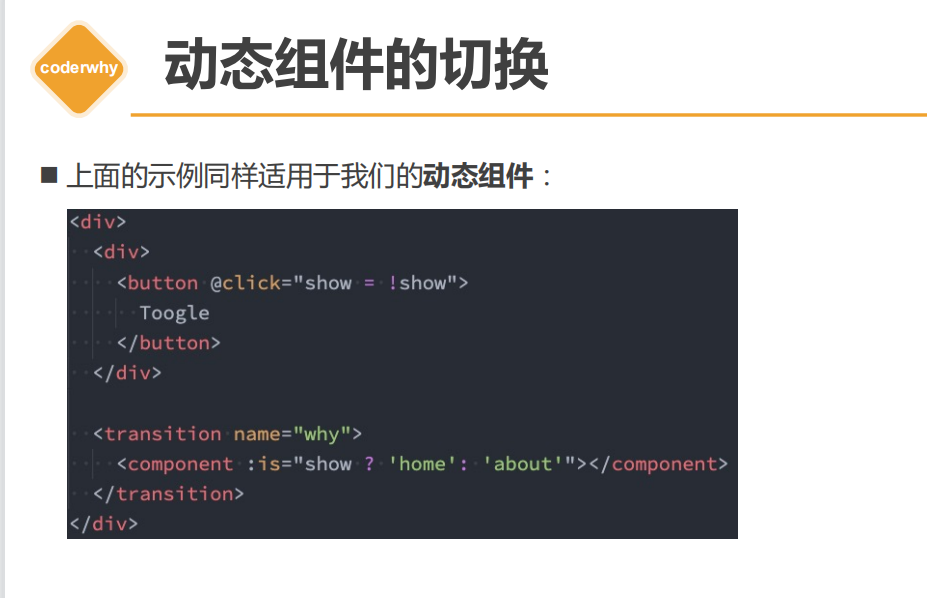 coderwhy
动态组件的切换
■ 上面的示例同样适用于我们的动态组件：
<div>
  <div>
    <button @click="show = !show">
      Toogle
    </button>
  </div>

  <transition name="why">
    <component :is="show ? 'home': 'about'"></component>
  </transition>
</div>